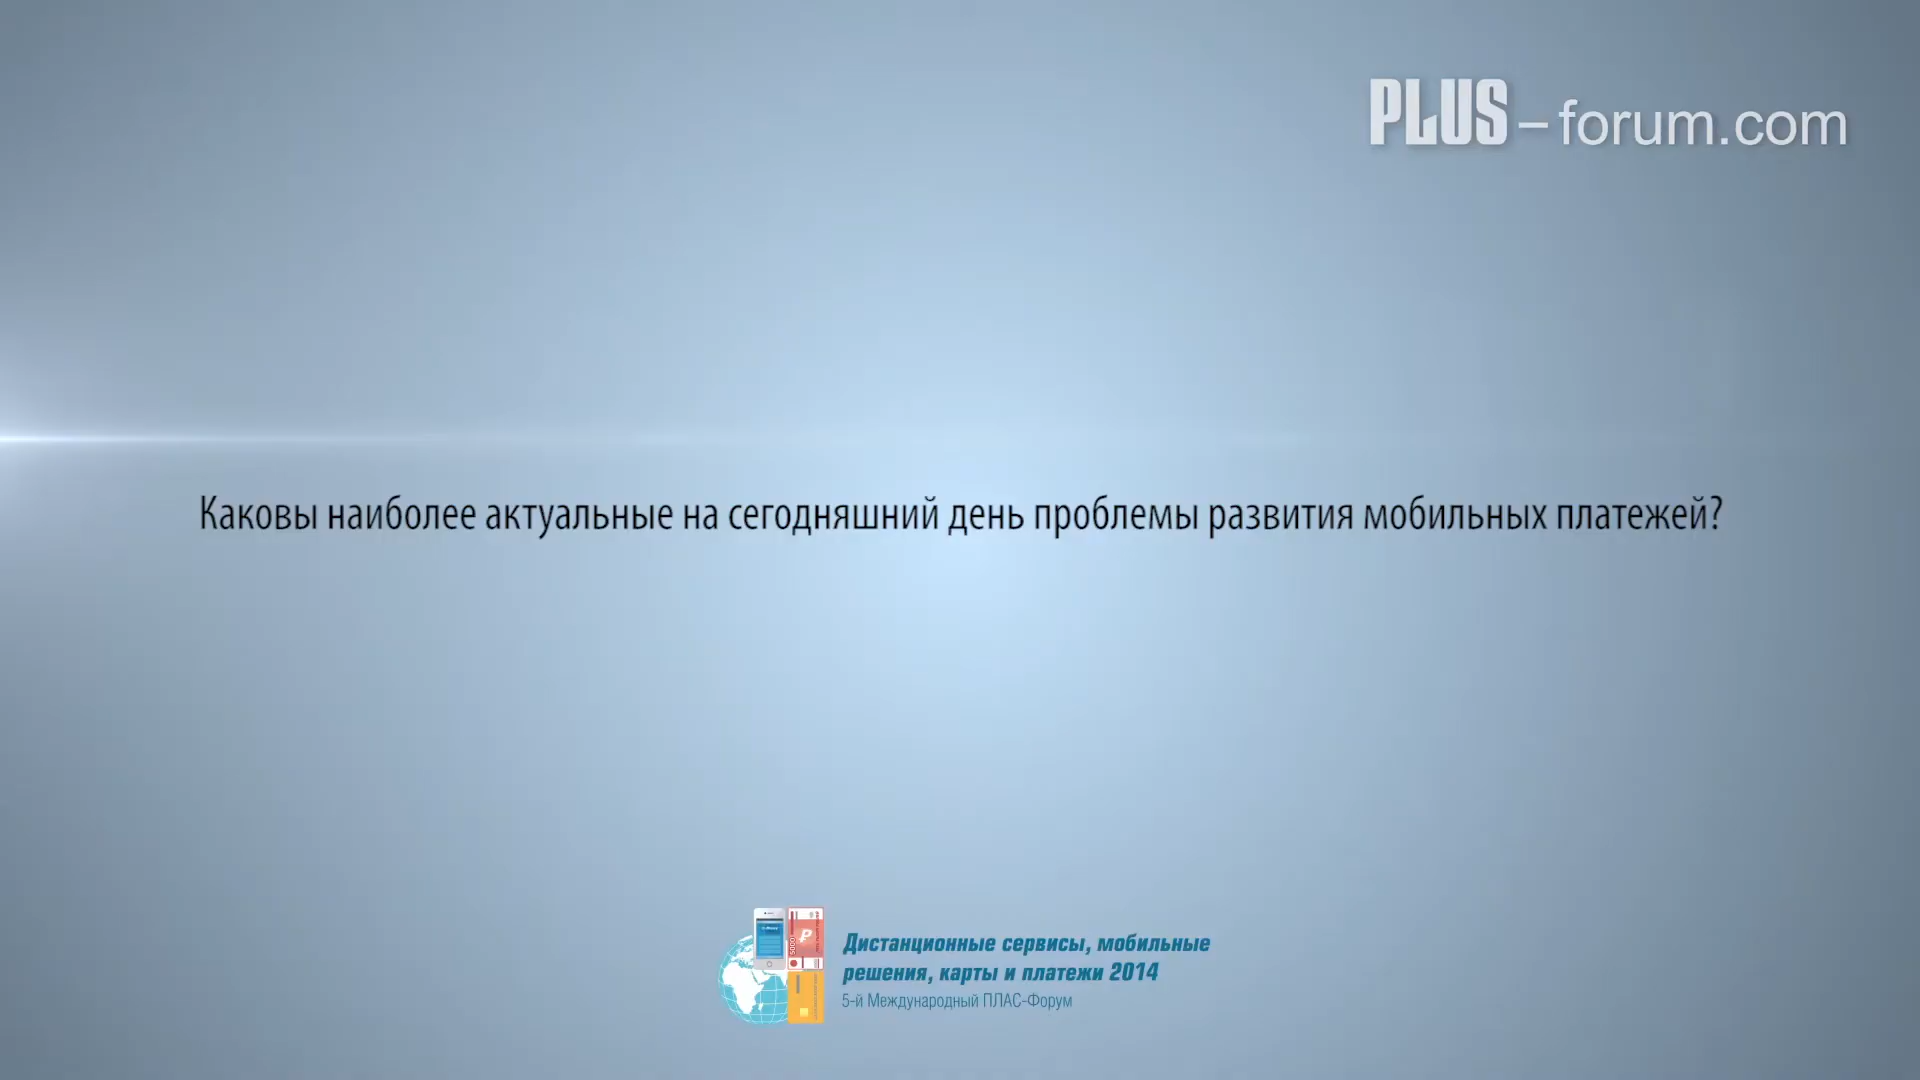 PLUS – forum.com
Каковы наиболее актуальные на сегодняшний день проблемы развития мобильных платежей?
Дистанционные сервисы, мобильные
решения, карты и платежи 2014
5-й Международный ПЛАС-Форум